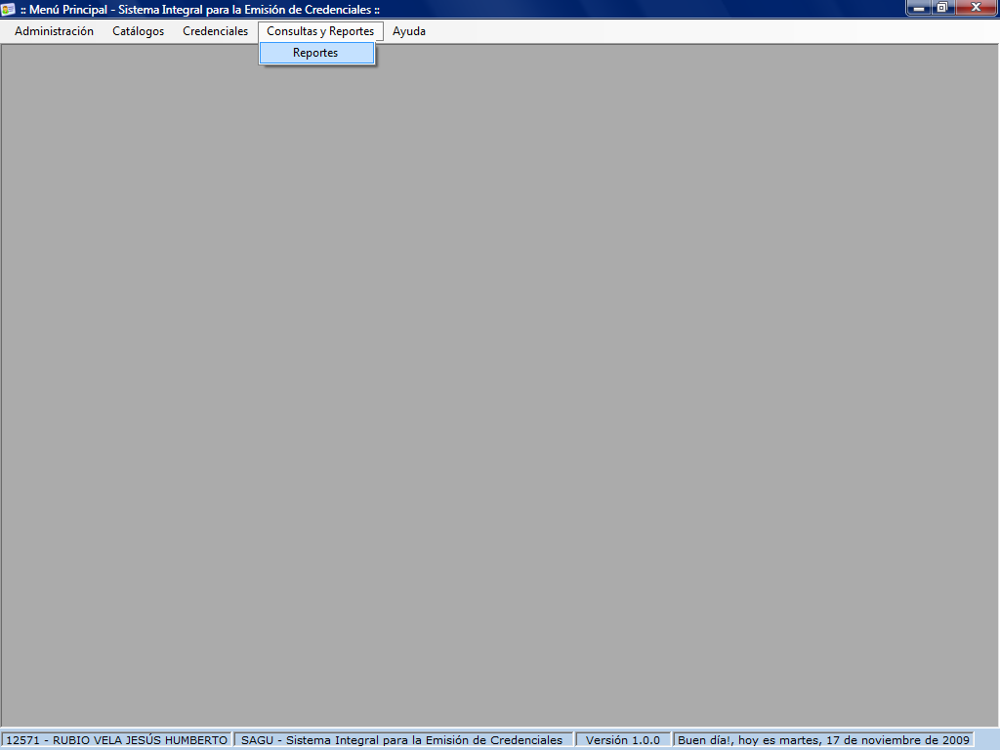 :: Menú Principal - Sistema Integral para la Emisión de Credenciales ::
Administración Catálogos Credenciales Consultas y Reportes Ayuda
Reportes
12571 - RUBIO VELA JESÚS HUMBERTO SAGU - Sistema Integral para la Emisión de Credenciales Versión 1.0.0 Buen día!, hoy es martes, 17 de noviembre de 2009